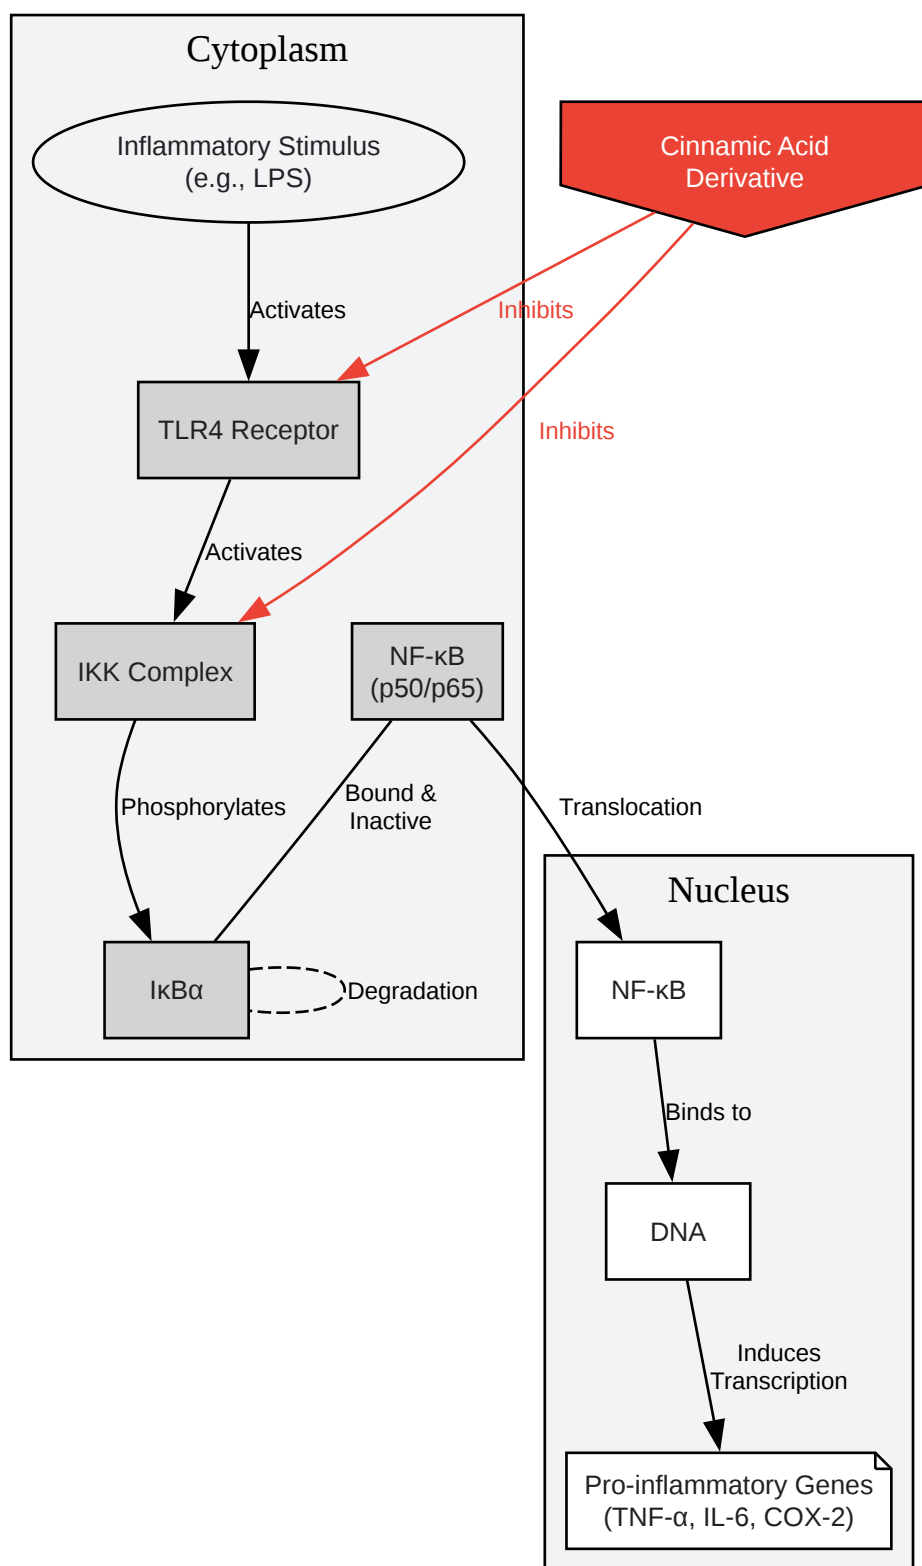 Cytoplasm
Inflammatory Stimulus
(e.g., LPS)
Cinnamic Acid
Derivative
Activates
Inhibits
TLR4 Receptor
Inhibits
Activates
IKK Complex
NF-κB
(p50/p65)
Phosphorylates
Bound &
Inactive
Translocation
Nucleus
IκBα
Degradation
NF-κB
Binds to
DNA
Induces
Transcription
Pro-inflammatory Genes
(TNF-α, IL-6, COX-2)